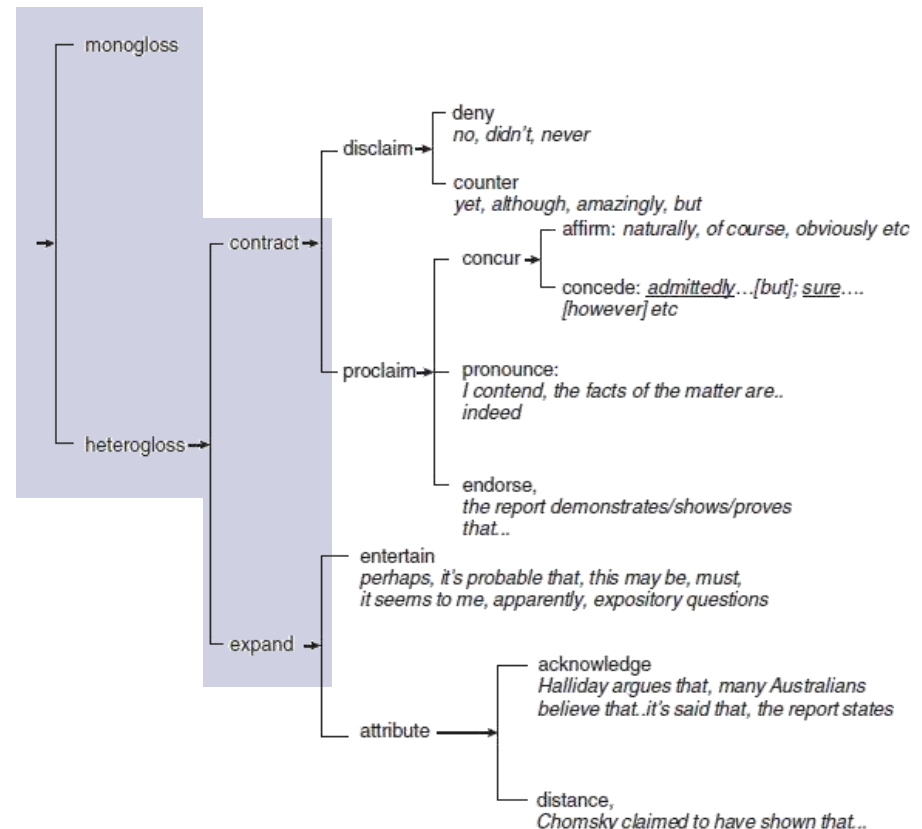 monogloss
deny
no, didn't, never
disclaim
counter
yet, although, amazingly, but
contract
affirm: naturally, of course, obviously etc
concur
concede: admittedly…[but]; sure….
[however] etc
proclaim
pronounce:
I contend, the facts of the matter are..
indeed
heterogloss
endorse,
the report demonstrates/shows/proves
that...
entertain
perhaps, it's probable that, this may be, must,
it seems to me, apparently, expository questions
expand
acknowledge
Halliday argues that, many Australians
believe that..it's said that, the report states
attribute
distance,
Chomsky claimed to have shown that...